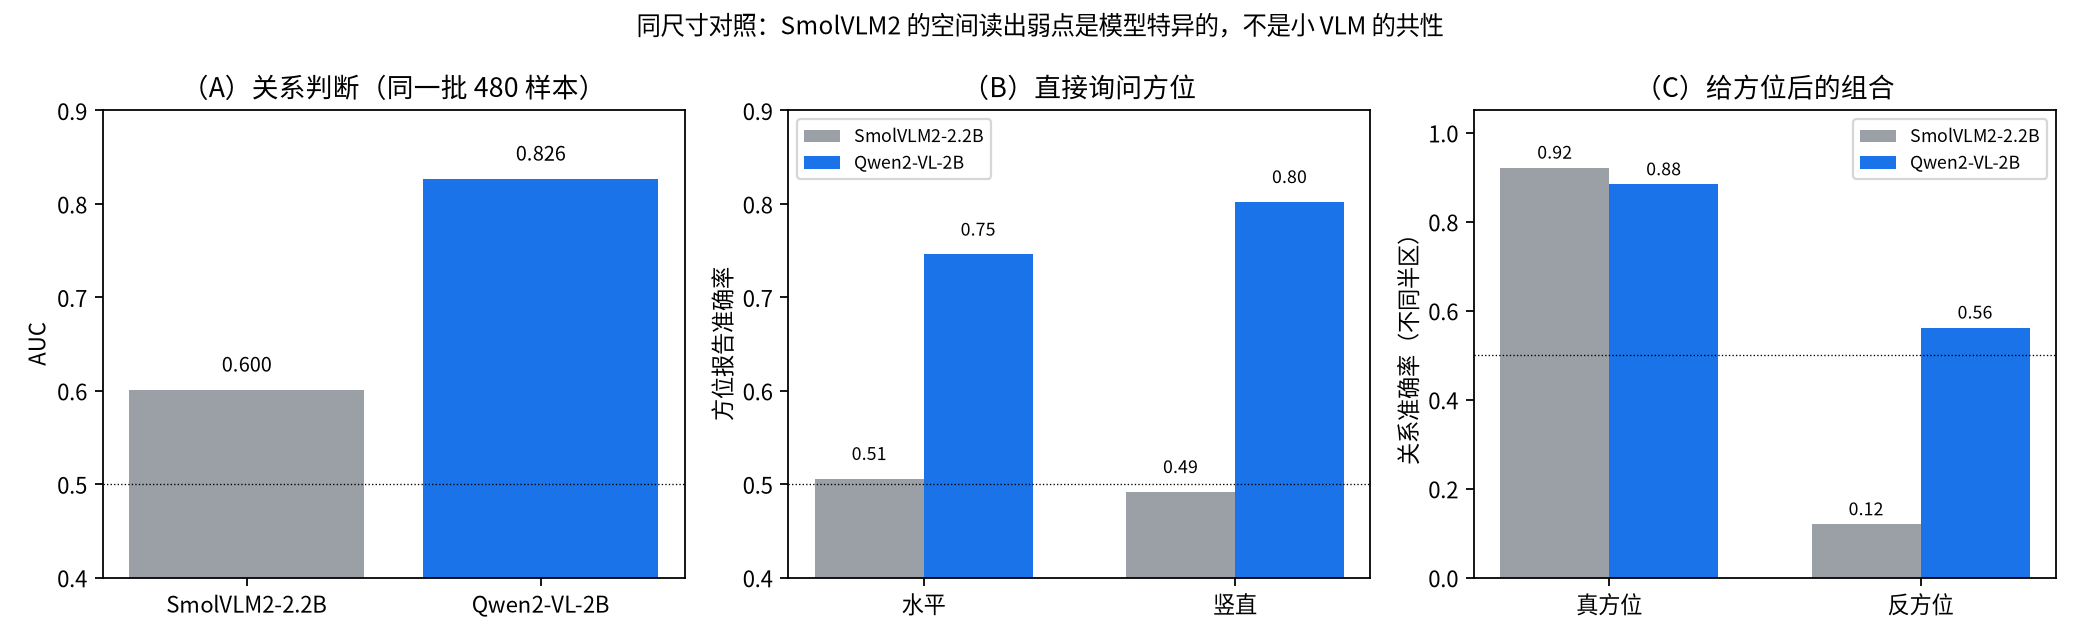 同尺寸对照：SmolVLM2 的空间读出弱点是模型特异的，不是小 VLM 的共性
（A）关系判断（同一批 480 样本）
AUC
0.9
0.8
0.7
0.6
0.5
0.4
0.600
0.826
SmolVLM2-2.2B
Qwen2-VL-2B
（B）直接询问方位
方位报告准确率
0.9
0.8
0.7
0.6
0.5
0.4
SmolVLM2-2.2B
Qwen2-VL-2B
0.51
0.75
0.49
0.80
水平
竖直
（C）给方位后的组合
关系准确率（不同半区）
1.0
0.8
0.6
0.4
0.2
0.0
SmolVLM2-2.2B
Qwen2-VL-2B
0.92
0.88
0.12
0.56
真方位
反方位